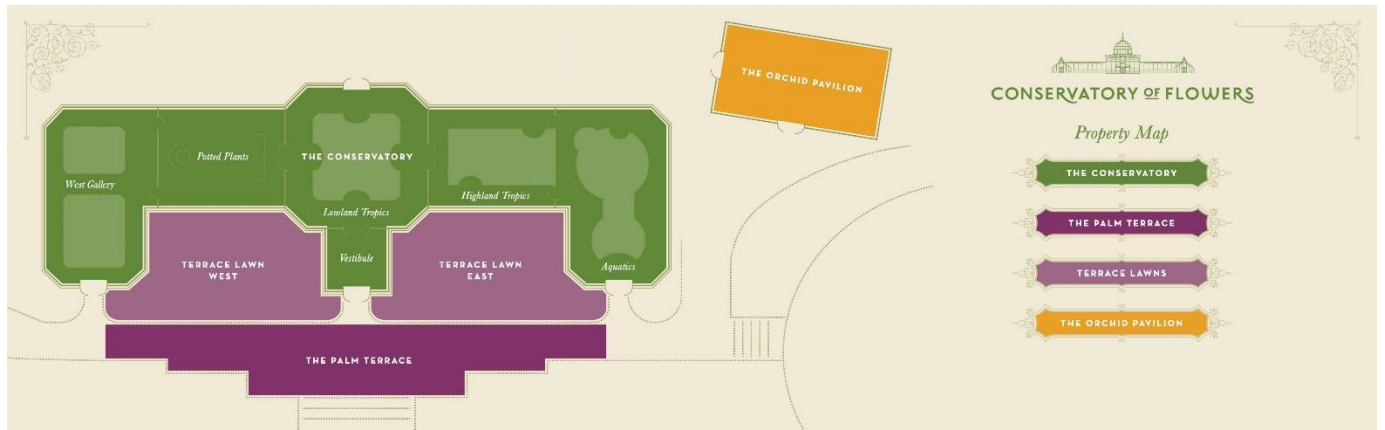 THE ORCHID PAVILION
West Gallery
Potted Plants
THE CONSERVATORY
Lowland Tropics
Highland Tropics
Vestibule
Aquatics
TERRACE LAWN
WEST
TERRACE LAWN
EAST
THE PALM TERRACE
CONSERVATORY OF FLOWERS
Property Map
THE CONSERVATORY
THE PALM TERRACE
TERRACE LAWNS
THE ORCHID PAVILION